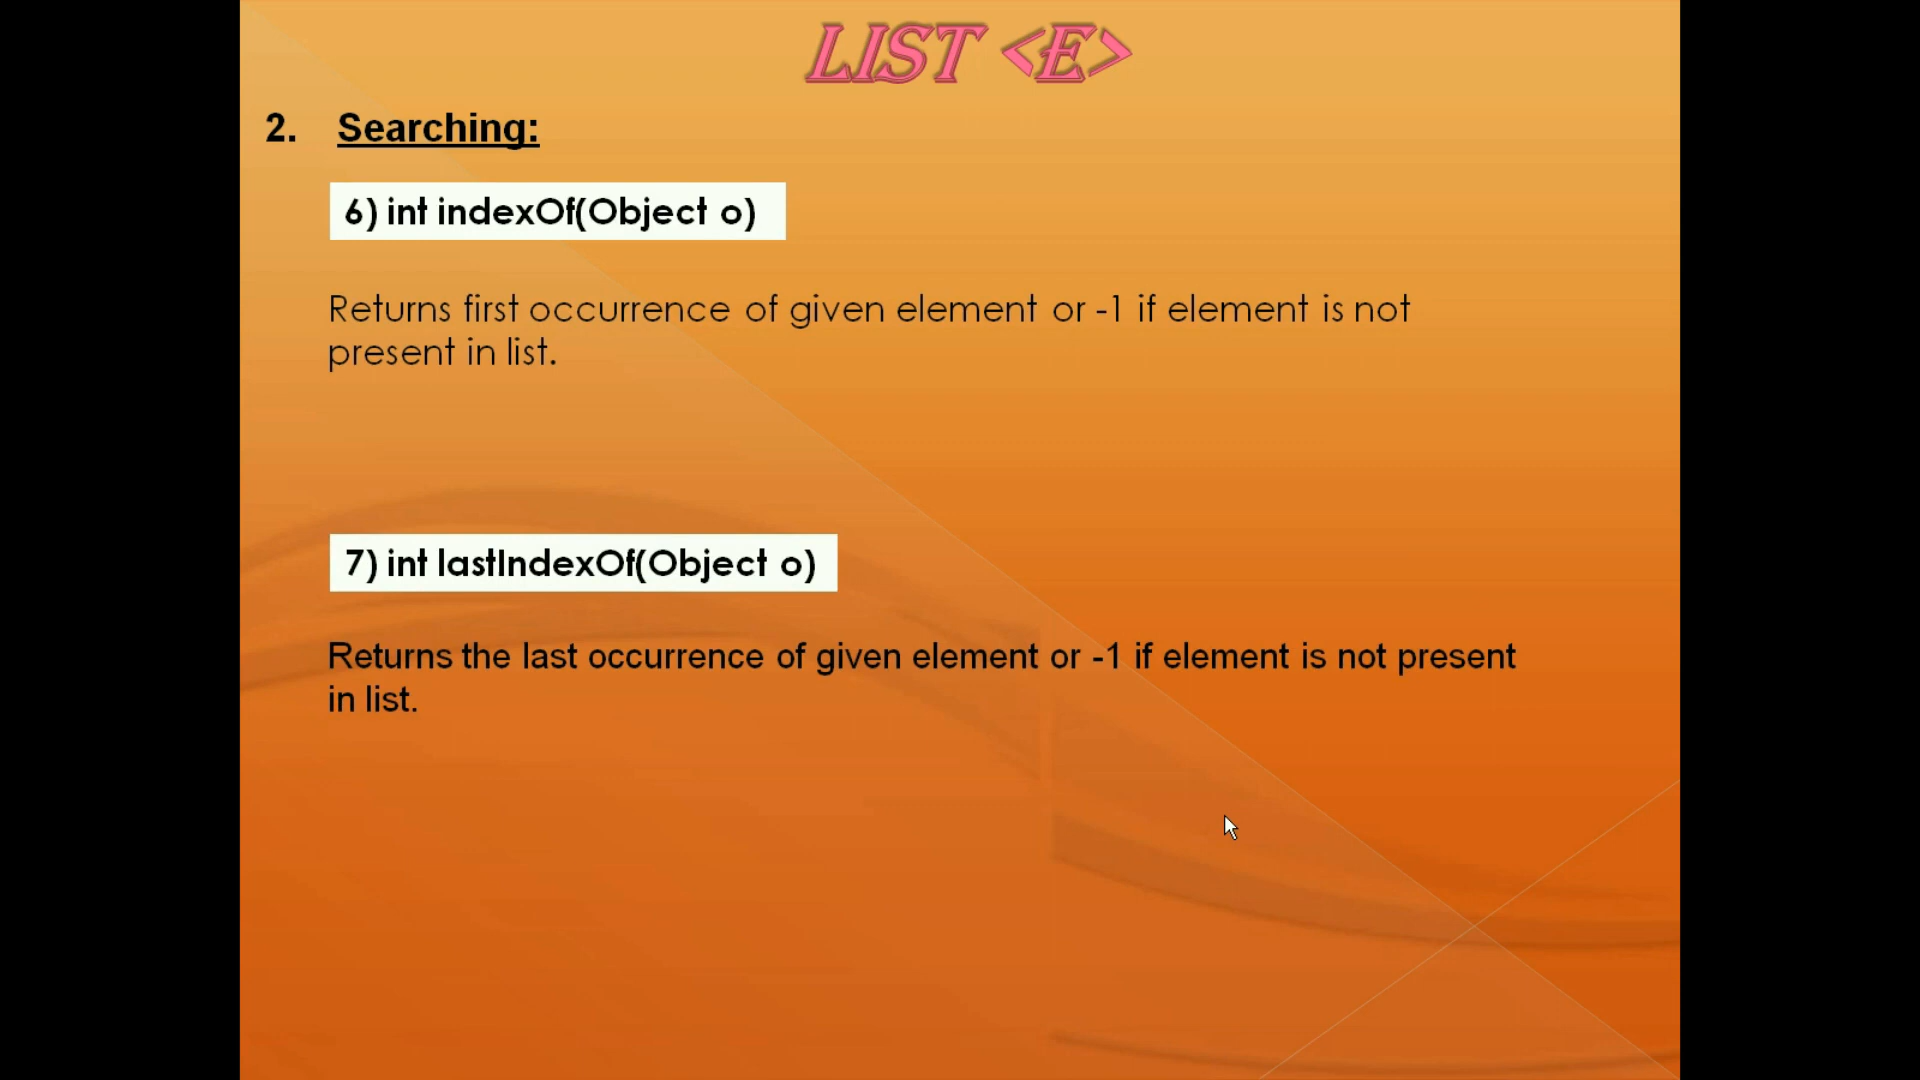 LIST <E>
2. Searching:
6) int indexOf(Object o)
Returns first occurrence of given element or -1 if element is not
present in list.
7) int lastIndexOf(Object o)
Returns the last occurrence of given element or -1 if element is not present
in list.